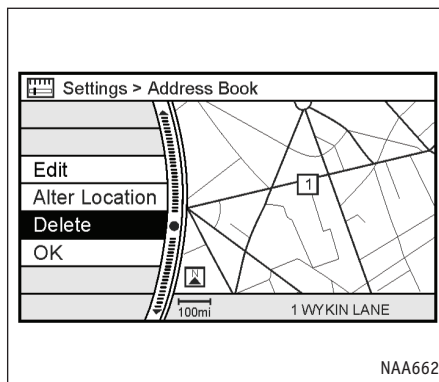 Settings > Address Book
Edit
Alter Location
Delete
OK
1
N
100mi
1 WYKIN LANE
NAA662